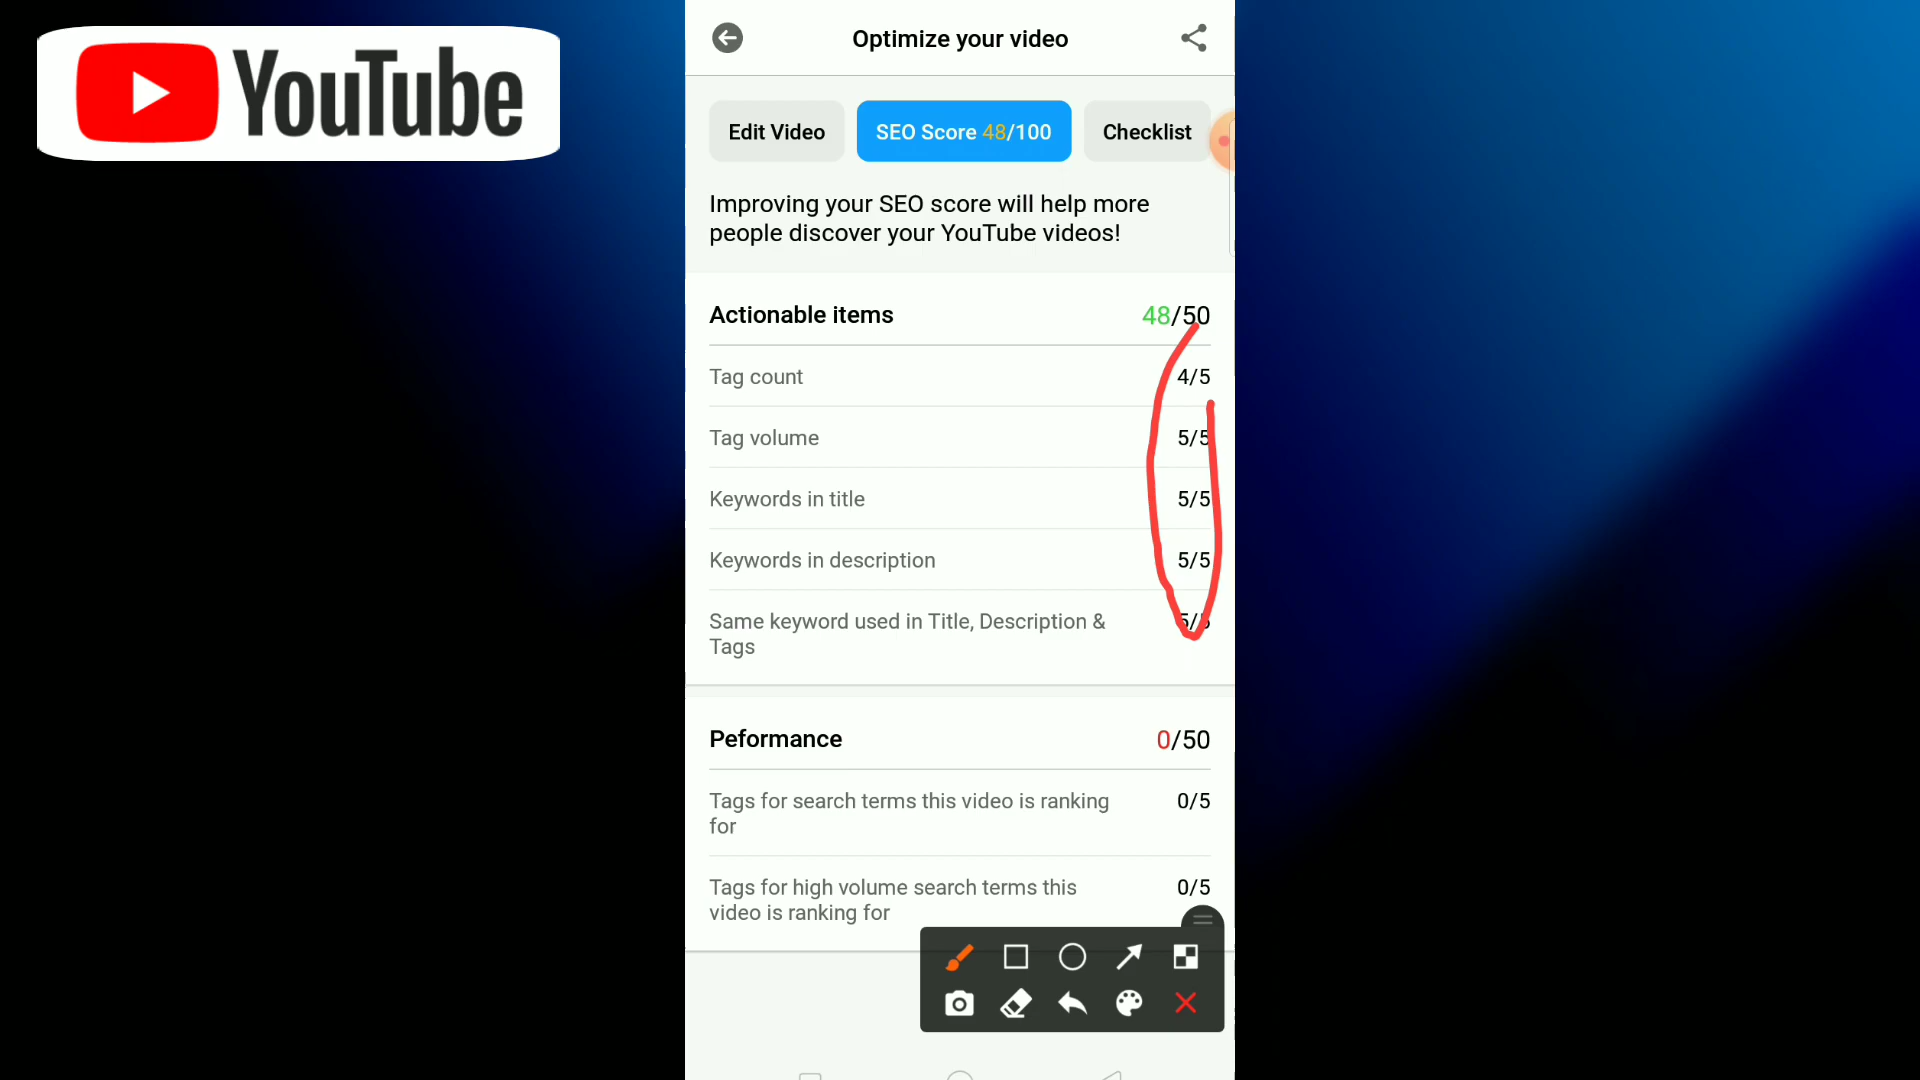 YouTube
Optimize your video
Edit Video
SEO Score 48/100
Checklist
Improving your SEO score will help more
people discover your YouTube videos!
Actionable items 48/50
Tag count 4/5
Tag volume 5/5
Keywords in title 5/5
Keywords in description 5/5
Same keyword used in Title, Description & 5/5
Tags
Peformance 0/50
Tags for search terms this video is ranking 0/5
for
Tags for high volume search terms this 0/5
video is ranking for